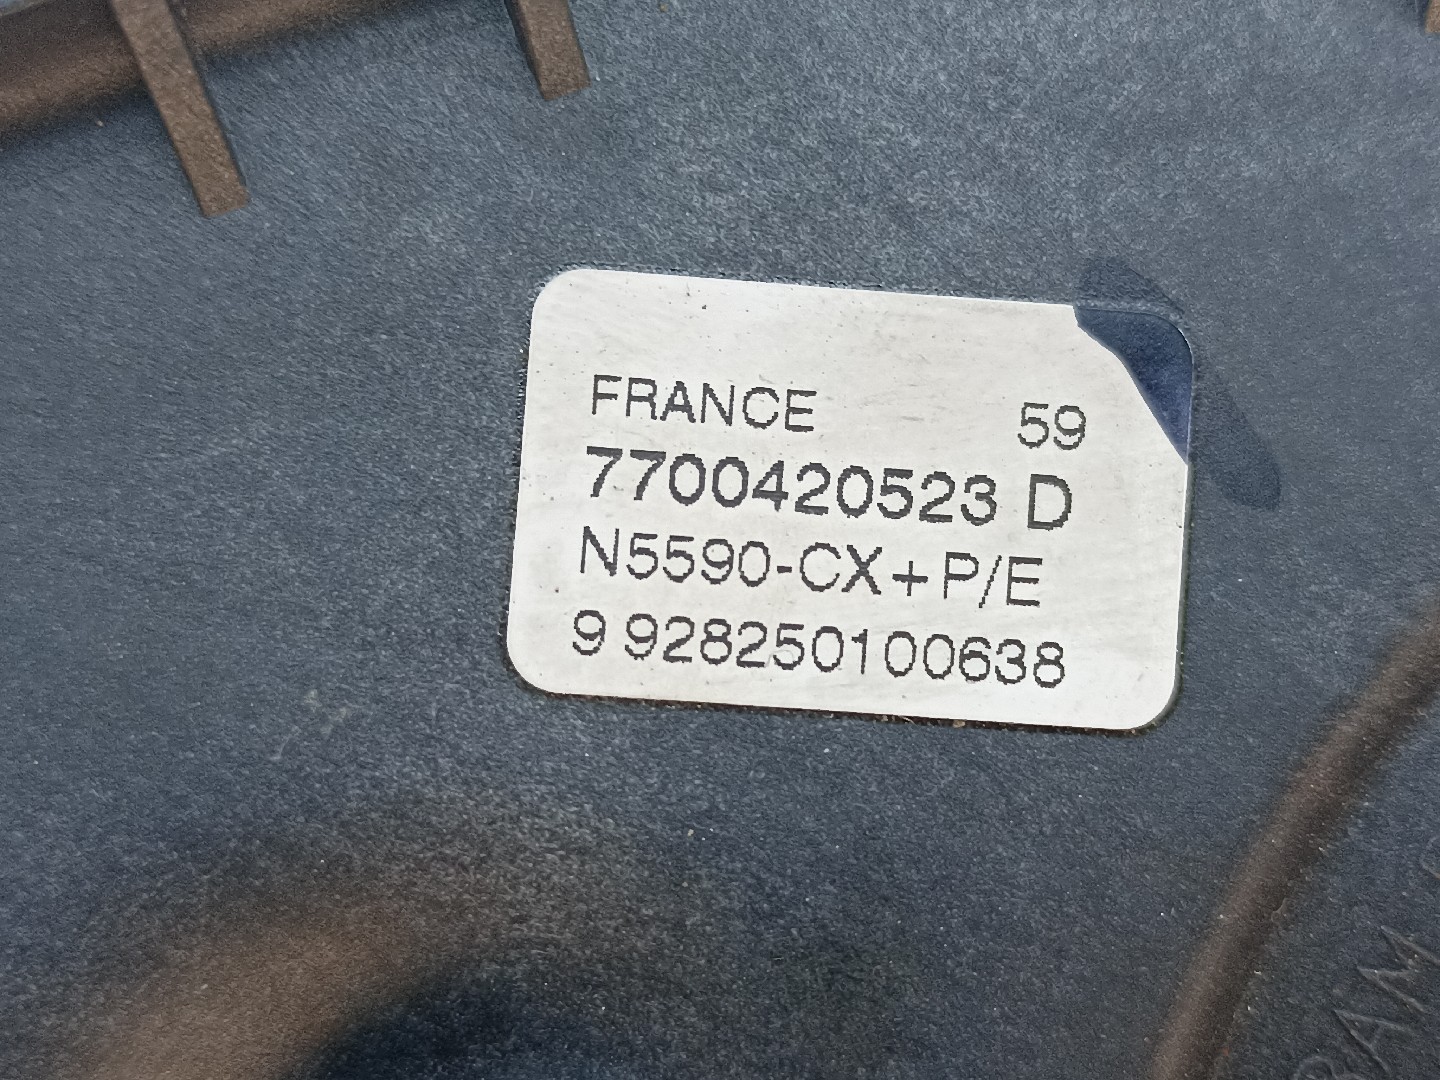 FRANCE 59
7700420523 D
N5590-CX+P/E
9 928250100638